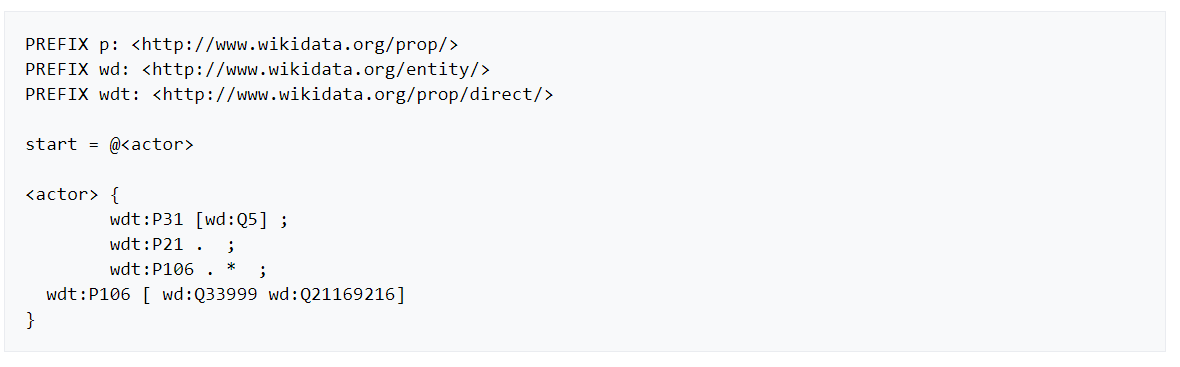 PREFIX p: <http://www.wikidata.org/prop/>
PREFIX wd: <http://www.wikidata.org/entity/>
PREFIX wdt: <http://www.wikidata.org/prop/direct/>

start = @<actor>

<actor> {
        wdt:P31 [wd:Q5] ;
        wdt:P21 .  ;
        wdt:P106 . *  ;
  wdt:P106 [ wd:Q33999 wd:Q21169216]
}